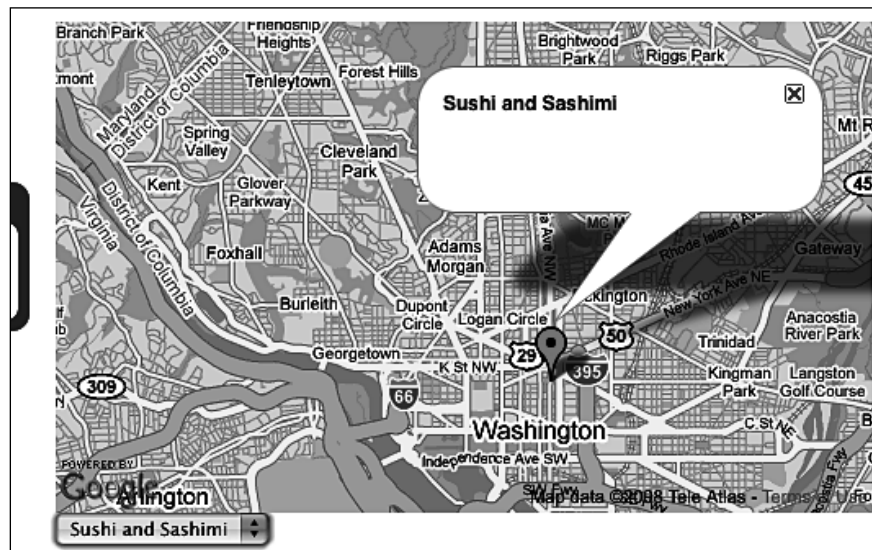 Branch Park
Friendship
Heights
Brightwood
Park
Riggs Park
Forest Hills
Tenleytown
Maryland
District of Columbia
Sushi and Sashimi
Spring
Valley
Cleveland
Park
Kent
Glover
Parkway
District of Columbia
Virginia
Foxhall
Adams
Morgan
Rhode Island
Gateway
Burleith
Dupont
Circle
Logan Circle
New York Ave NE
Anacostia
River Park
Georgetown
29
50
Trinidad
K St NW
395
Kingman
Park
Langston
Golf Course
309
66
Washington
C St NE
Independence Ave SW
POWERED BY
Google
Arlington
SW Fwy
Map data ©2008 Tele Atlas - Terms of Use
Sushi and Sashimi